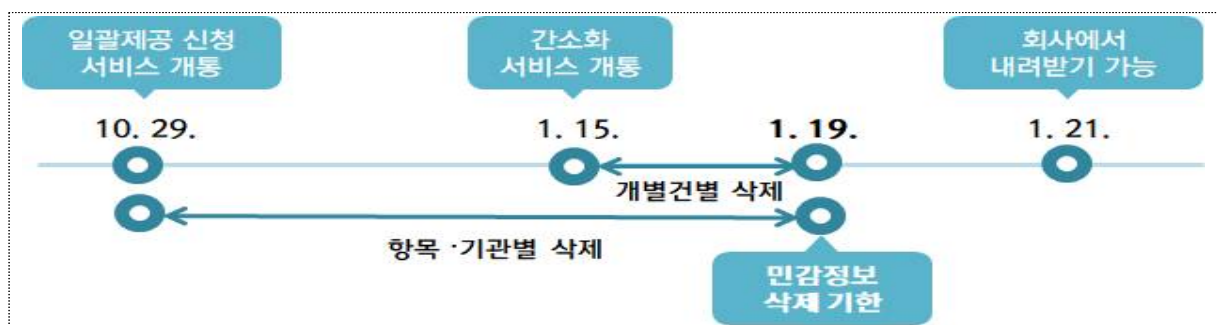 일괄제공 신청
서비스 개통
간소화
서비스 개통
회사에서
내려받기 가능
10. 29.
1. 15.
1. 19.
1. 21.
개별건별 삭제
항목 ·기관별 삭제
민감정보
삭제 기한